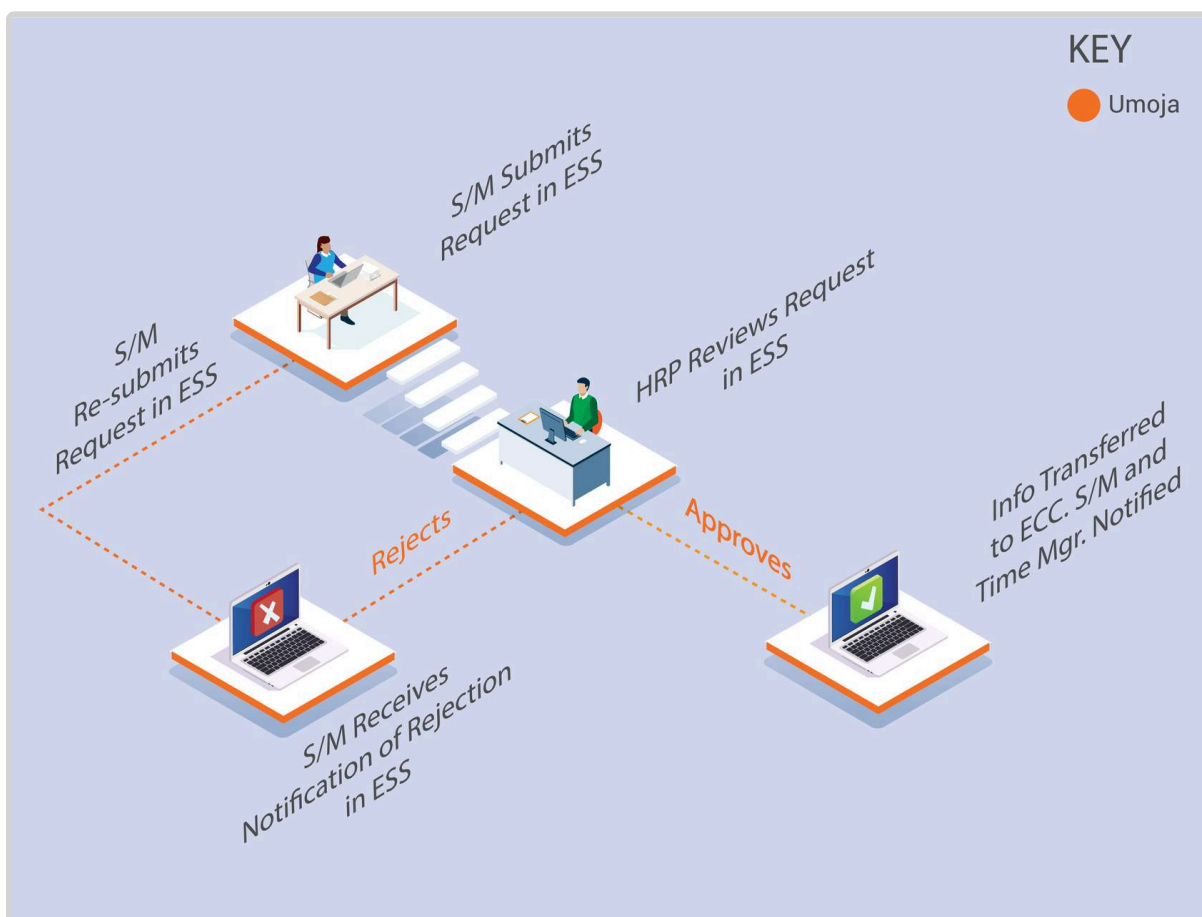 KEY
Umoja
S/M Submits
Request in ESS
S/M
Re-submits
Request in ESS
HRP Reviews Request
in ESS
Rejects
Approves
Info Transferred
to ECC. S/M and
Time Mgr. Notified
S/M Receives
Notification of Rejection
in ESS